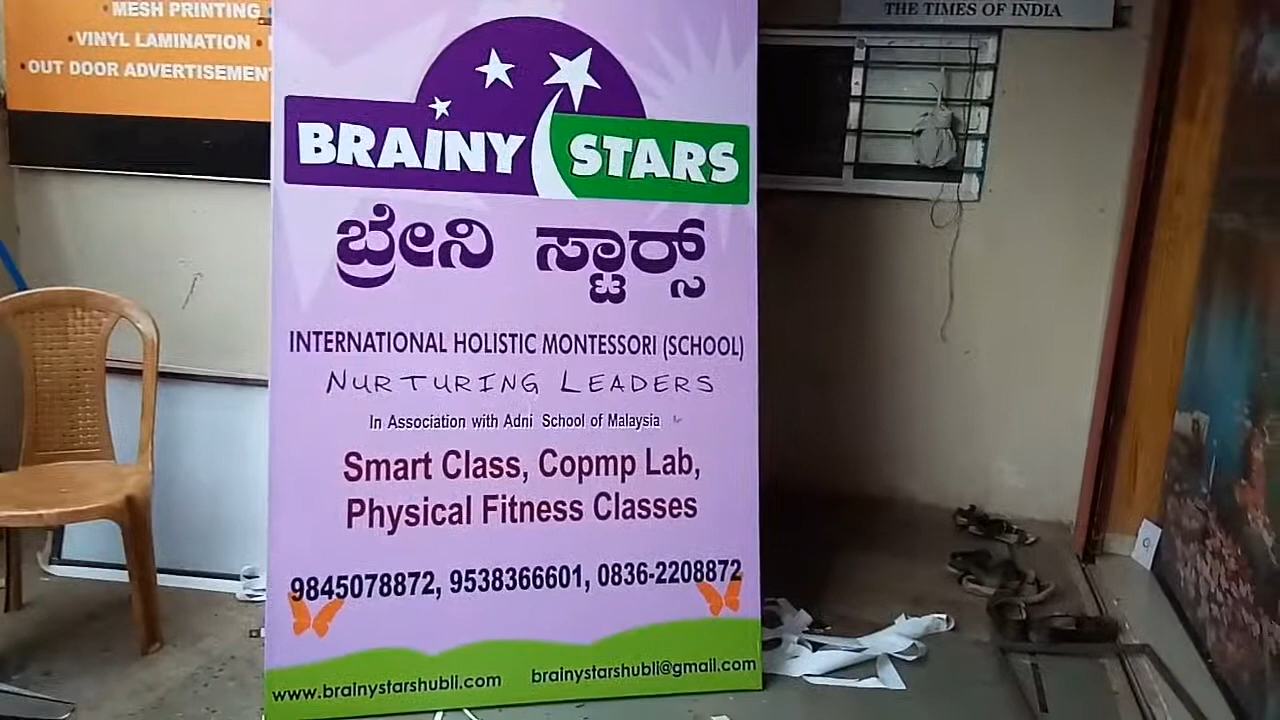 • MESH PRINTING
• VINYL LAMINATION •
• OUT DOOR ADVERTISEMENT
THE TIMES OF INDIA
BRAINY STARS
ಬ್ರೇನಿ ಸ್ಟಾರ್ಸ್
INTERNATIONAL HOLISTIC MONTESSORI (SCHOOL)
NURTURING LEADERS
In Association with Adni School of Malaysia
Smart Class, Copmp Lab,
Physical Fitness Classes
9845078872, 9538366601, 0836-2208872
www.brainystarshubli.com brainystarshubli@gmail.com